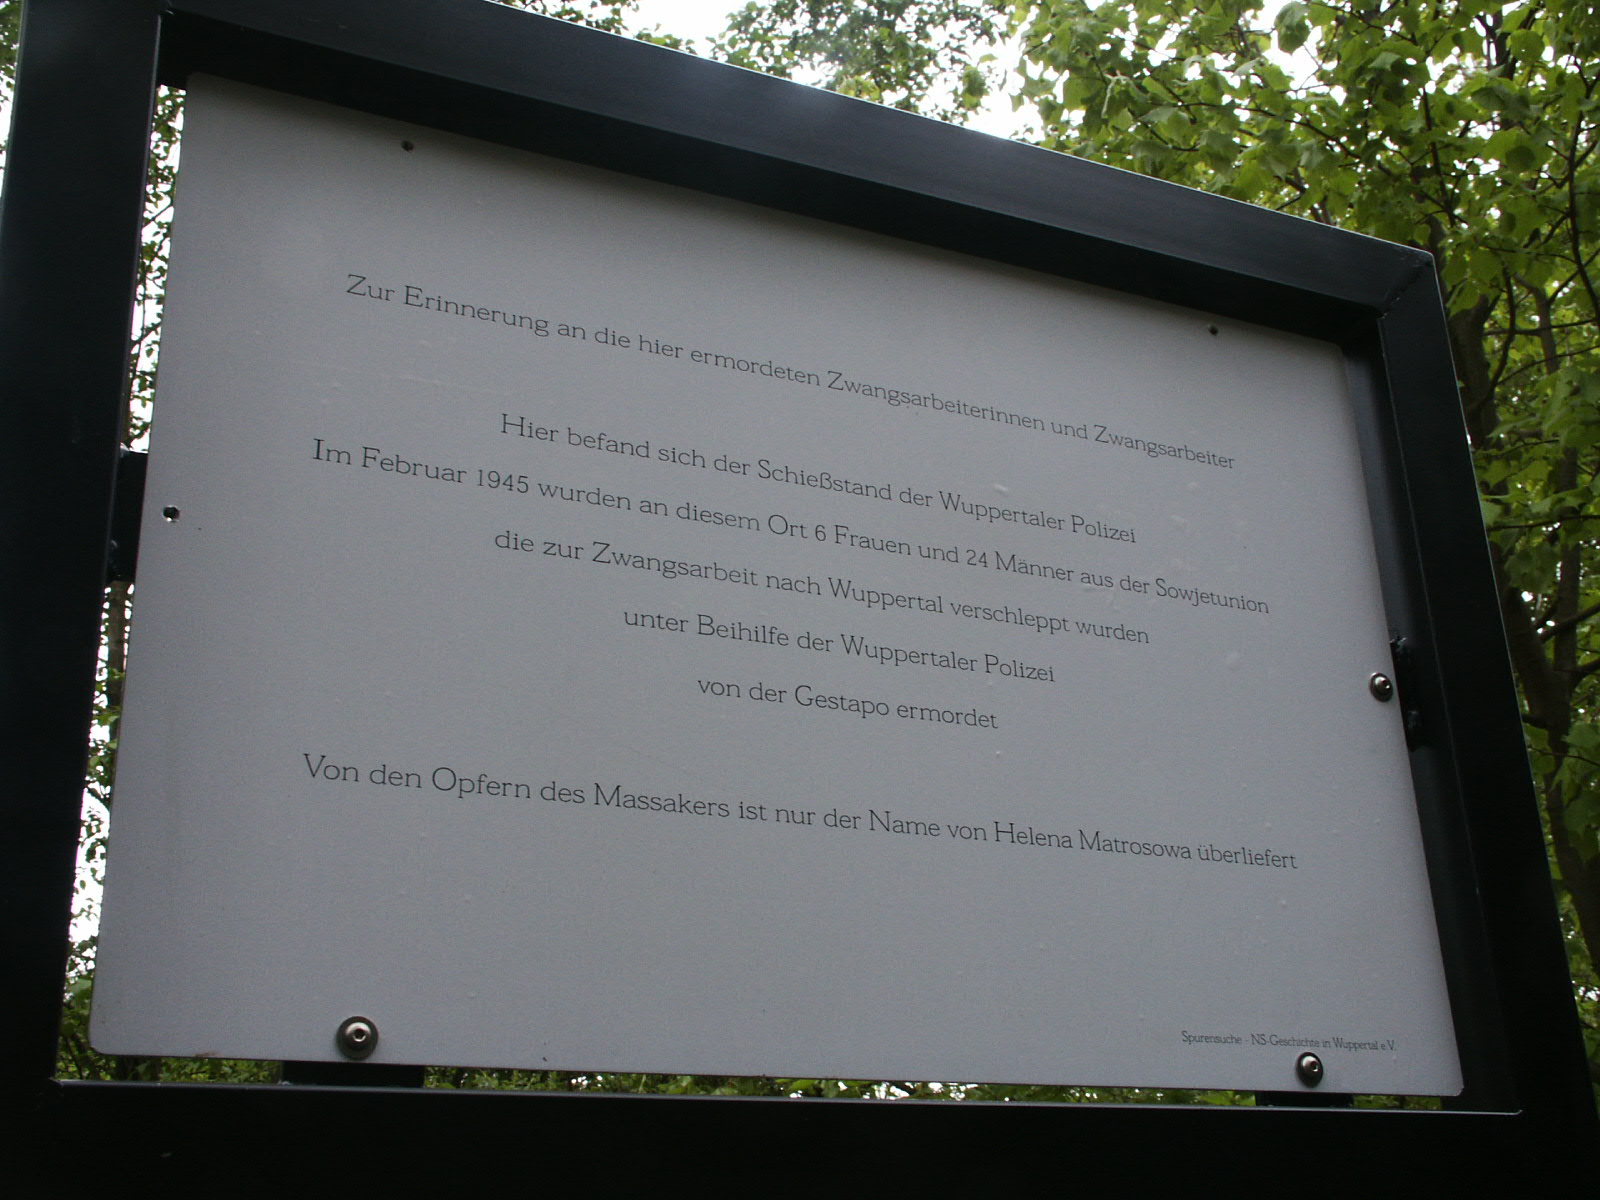 Zur Erinnerung an die hier ermordeten Zwangsarbeiterinnen und Zwangsarbeiter
Hier befand sich der Schießstand der Wuppertaler Polizei
Im Februar 1945 wurden an diesem Ort 6 Frauen und 24 Männer aus der Sowjetunion
die zur Zwangsarbeit nach Wuppertal verschleppt wurden
unter Beihilfe der Wuppertaler Polizei
von der Gestapo ermordet
Von den Opfern des Massakers ist nur der Name von Helena Matrosowa überliefert
Spurensuche - NS-Geschichte in Wuppertal e.V.